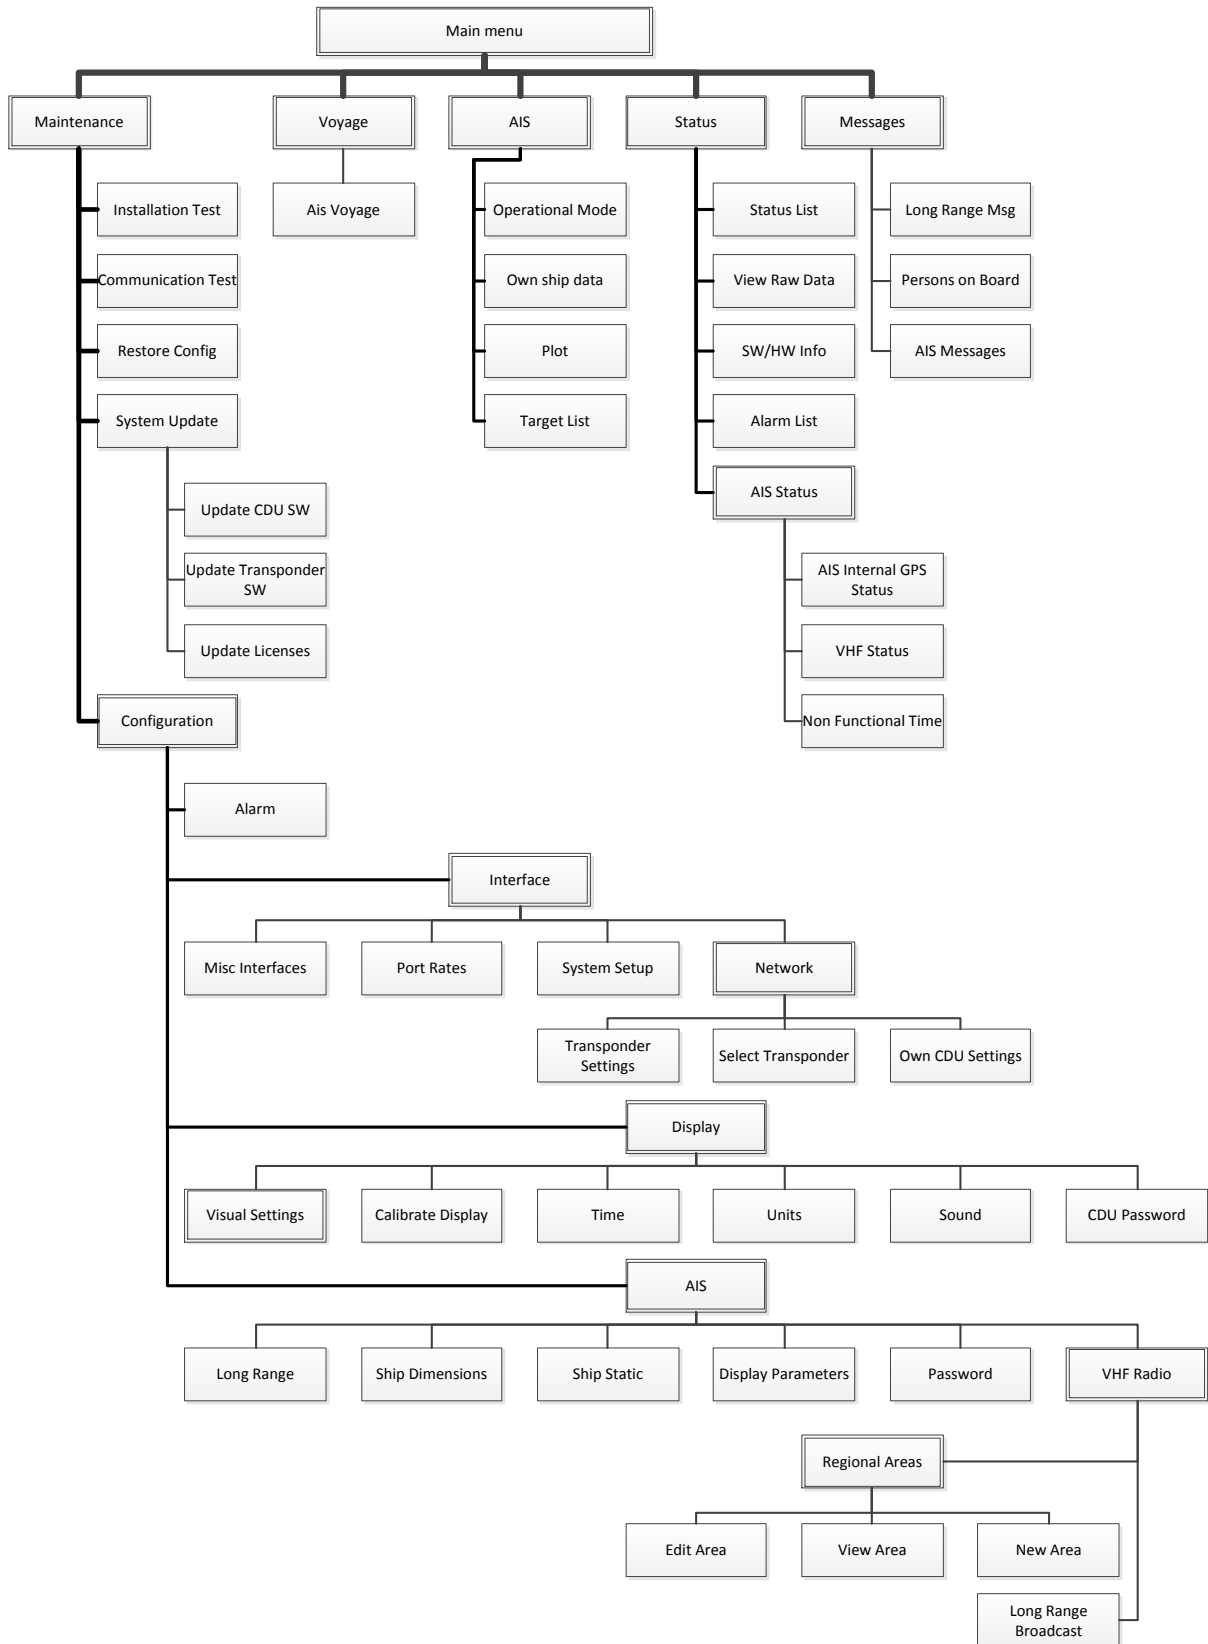 Main menu
Maintenance
Voyage
AIS
Status
Messages
Installation Test
Ais Voyage
Operational Mode
Status List
Long Range Msg
Communication Test
Own ship data
View Raw Data
Persons on Board
Restore Config
Plot
SW/HW Info
AIS Messages
System Update
Target List
Alarm List
AIS Status
Update CDU SW
Update Transponder
SW
AIS Internal GPS
Status
Update Licenses
VHF Status
Configuration
Non Functional Time
Alarm
Interface
Misc Interfaces
Port Rates
System Setup
Network
Transponder
Settings
Select Transponder
Own CDU Settings
Display
Visual Settings
Calibrate Display
Time
Units
Sound
CDU Password
AIS
Long Range
Ship Dimensions
Ship Static
Display Parameters
Password
VHF Radio
Regional Areas
Edit Area
View Area
New Area
Long Range
Broadcast